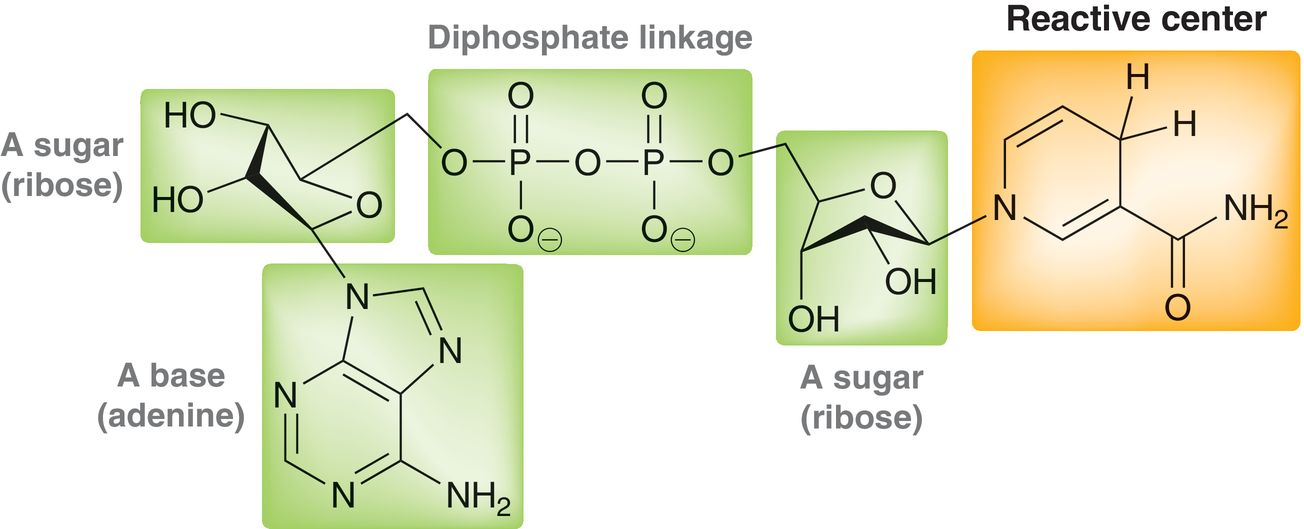 Reactive center
Diphosphate linkage
A sugar
(ribose)
HO
HO
O
O
P
O
P
O
O
O
O⊖
O⊖
O
OH
OH
H
H
N
NH2
O
A sugar
(ribose)
A base
(adenine)
N
N
N
N
NH2